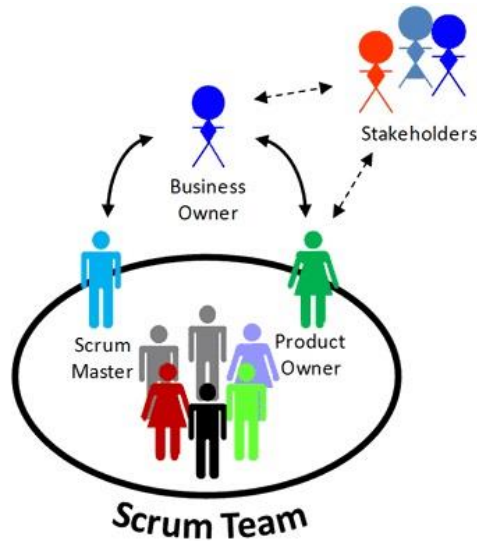 Stakeholders
Business
Owner
Scrum
Master
Product
Owner
Scrum Team